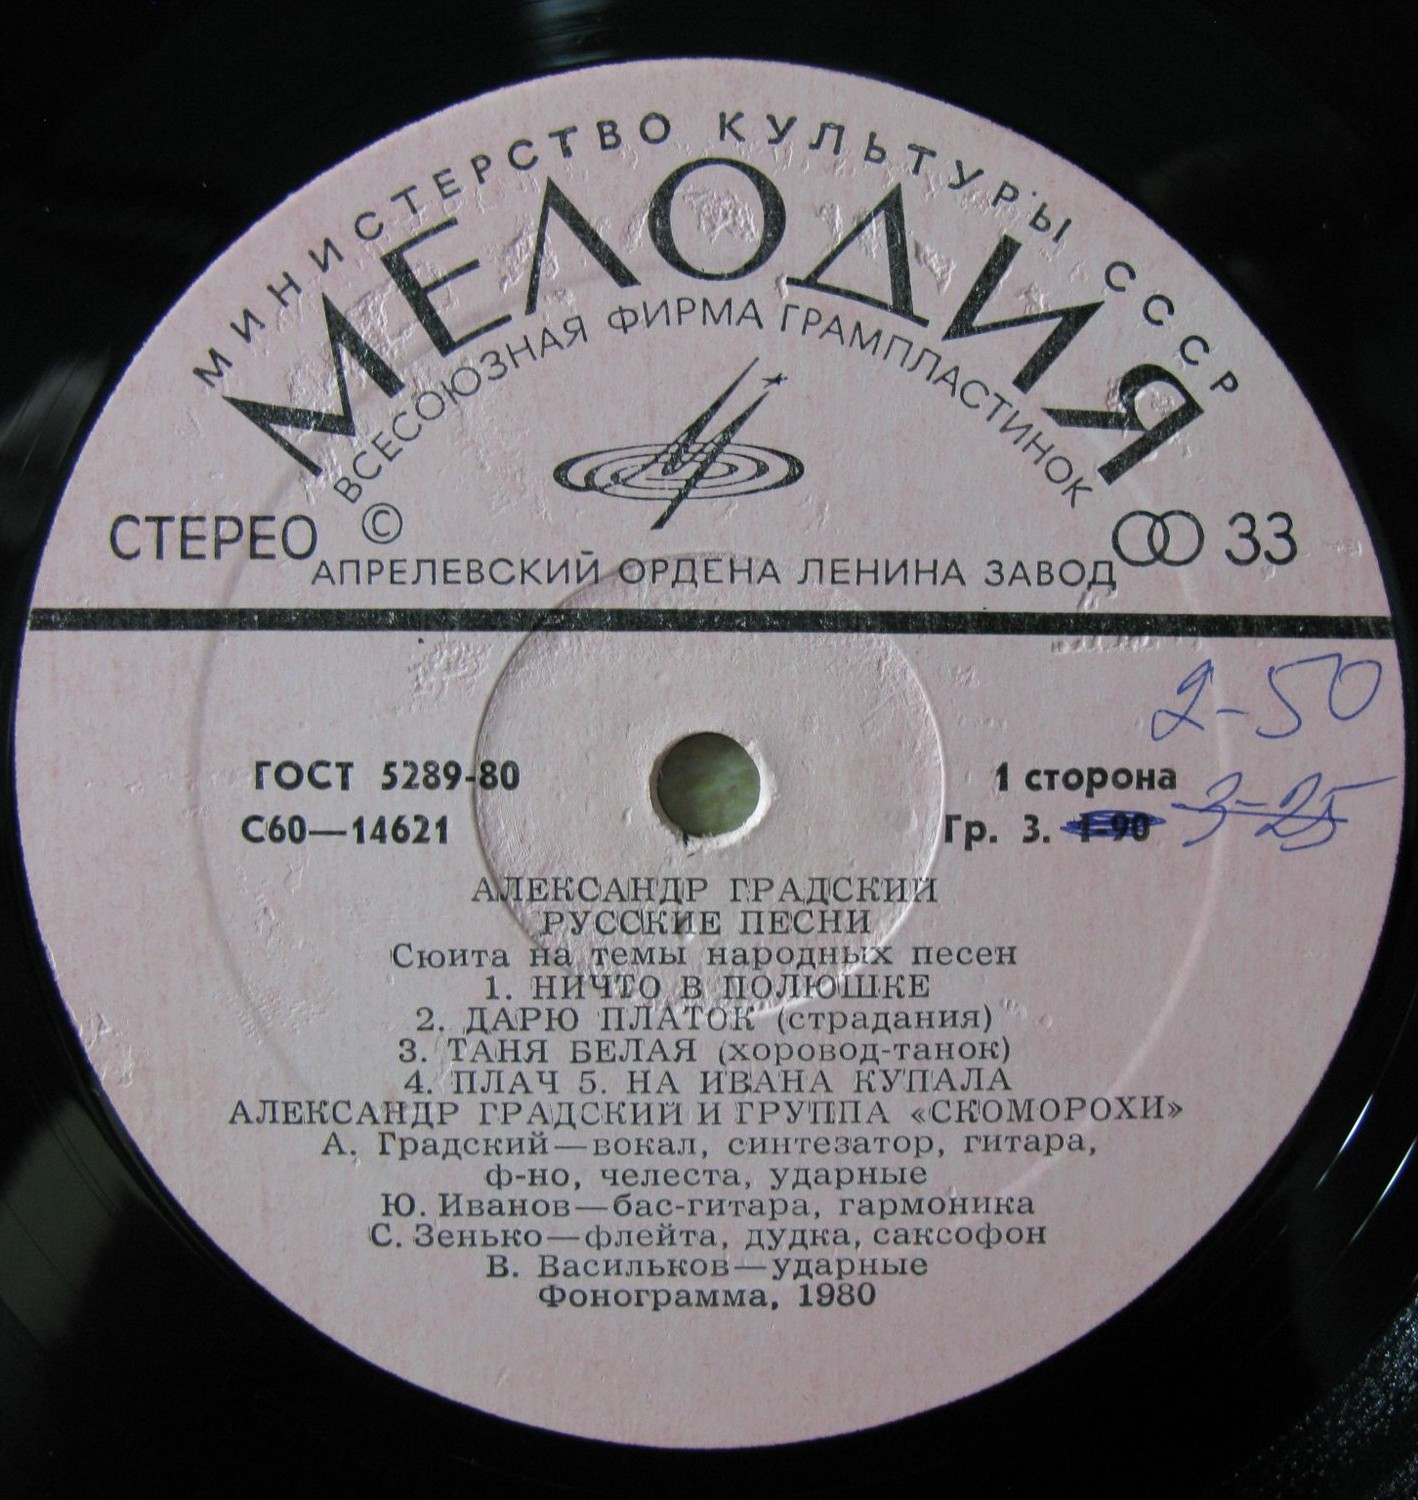 МИНИСТЕРСТВО КУЛЬТУРЫ СССР
МЕЛОДИЯ
ВСЕСОЮЗНАЯ ФИРМА ГРАМПЛАСТИНОК
СТЕРЕО © 33
АПРЕЛЕВСКИЙ ОРДЕНА ЛЕНИНА ЗАВОД
2-50
ГОСТ 5289-80 1 сторона
С60—14621 Гр. 3. 1-90 3-25
АЛЕКСАНДР ГРАДСКИЙ
РУССКИЕ ПЕСНИ
Сюита на темы народных песен
1. НИЧТО В ПОЛЮШКЕ
2. ДАРЮ ПЛАТОК (страдания)
3. ТАНЯ БЕЛАЯ (хоровод-танок)
4. ПЛАЧ 5. НА ИВАНА КУПАЛА
АЛЕКСАНДР ГРАДСКИЙ И ГРУППА «СКОМОРОХИ»
А. Градский—вокал, синтезатор, гитара,
ф-но, челеста, ударные
Ю. Иванов—бас-гитара, гармоника
С. Зенько—флейта, дудка, саксофон
В. Васильков—ударные
Фонограмма, 1980